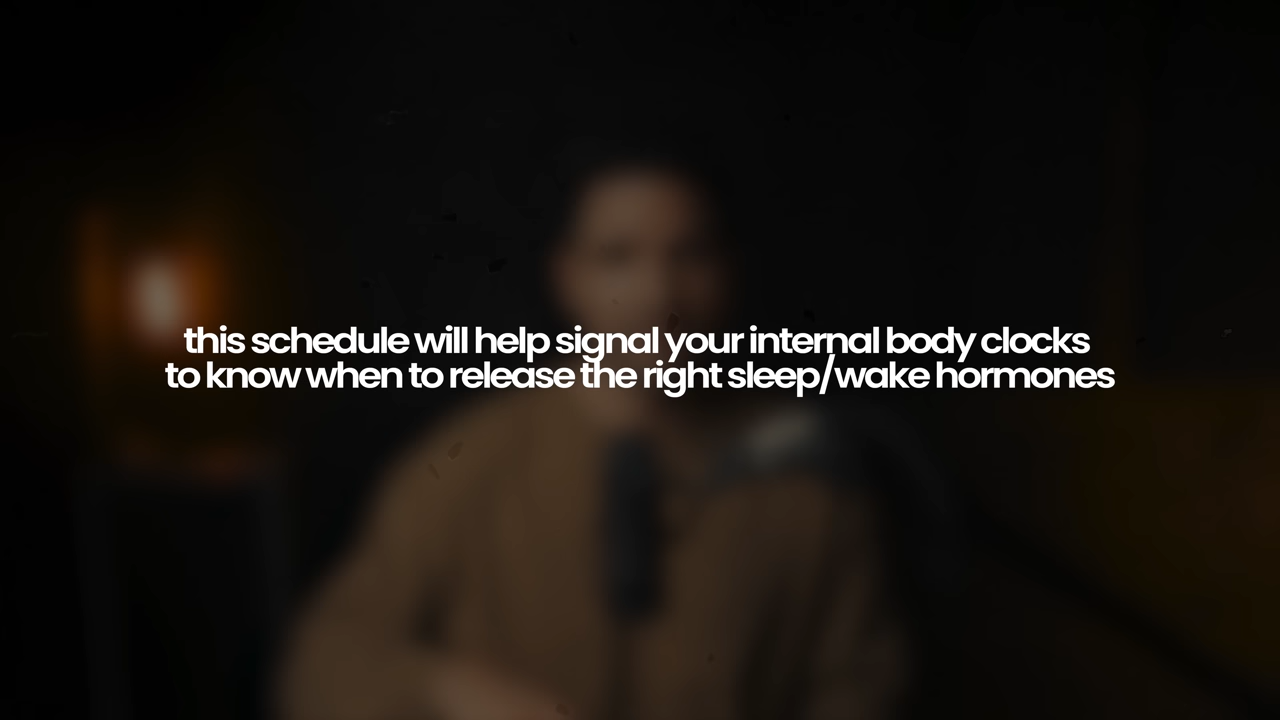 this schedule will help signal your internal body clocks
to know when to release the right sleep/wake hormones